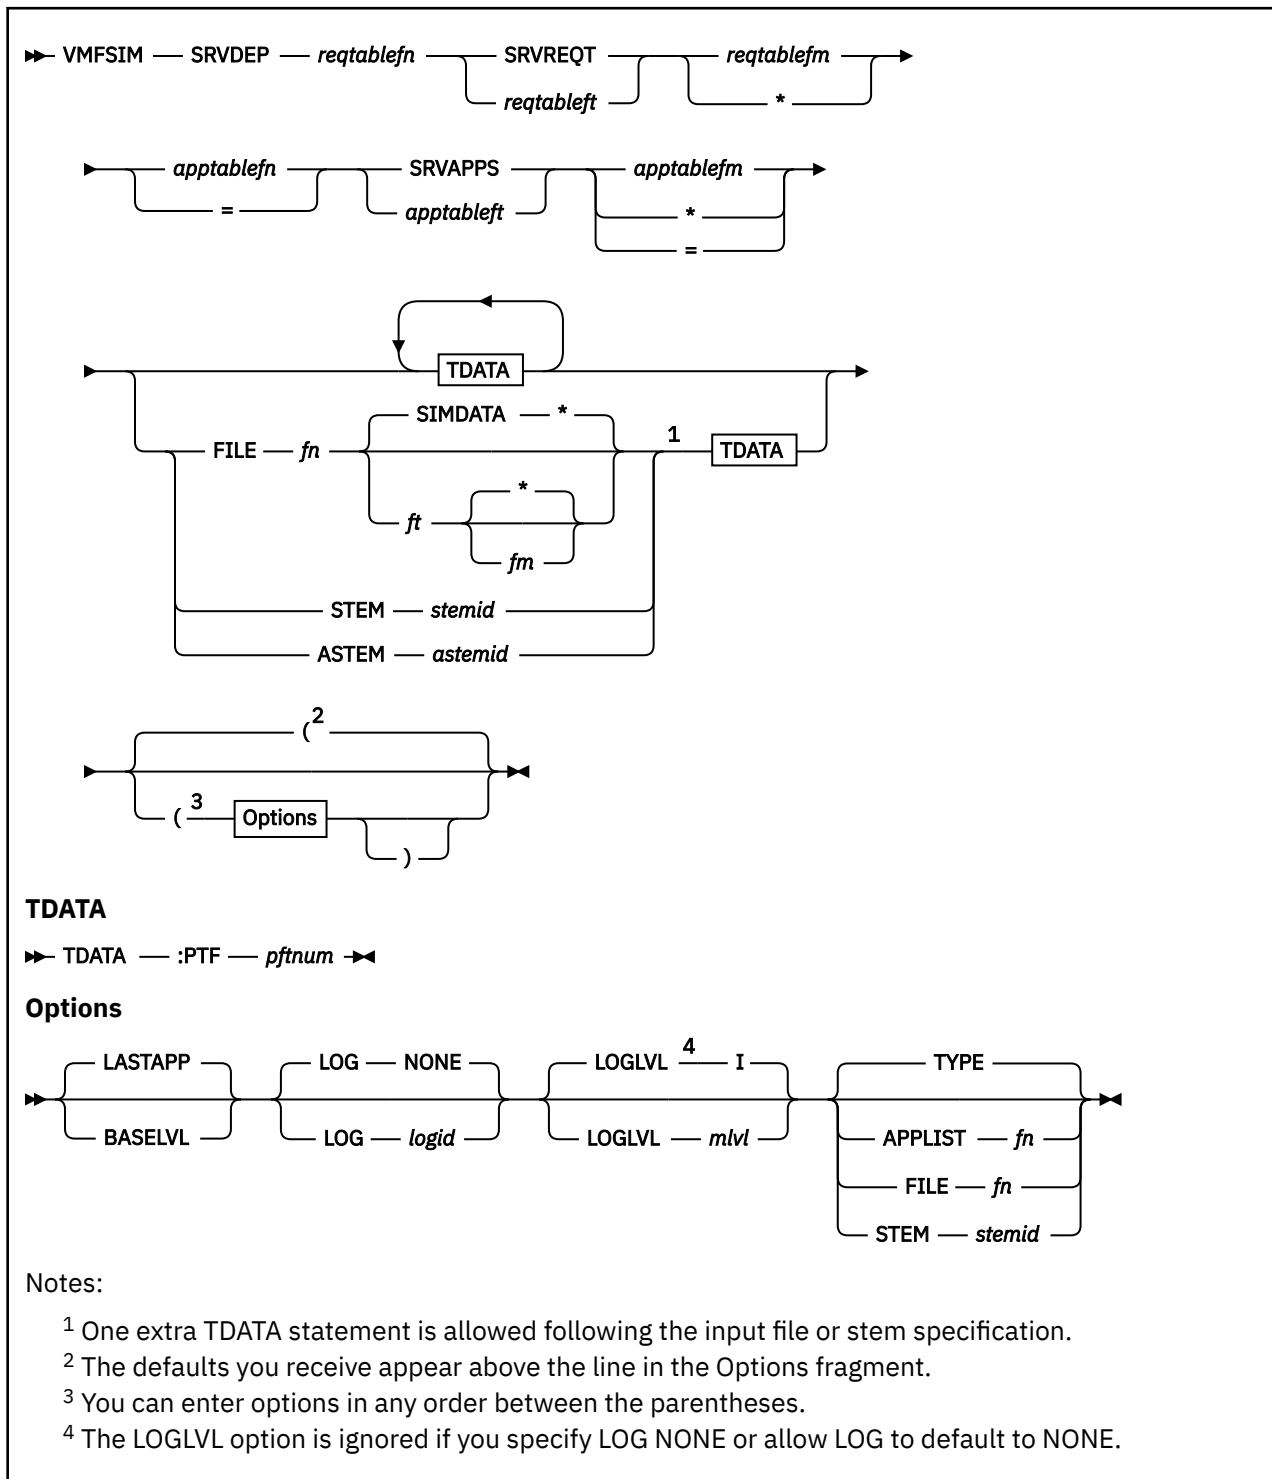 VMFSIM SRVDEP reqtablefn SRVREQT reqtablefm
reqtableft *
apptablefn SRVAPPS apptablefm
= apptableft *
=
TDATA
SIMDATA *
FILE fn 1 TDATA
*
ft
fm
STEM stemid
ASTEM astemid
( 2
( 3 Options
)
TDATA
TDATA :PTF pftnum
Options
LASTAPP LOG NONE LOGLVL 4 I TYPE
BASELVL LOG logid LOGLVL mlvl APPLIST fn
FILE fn
STEM stemid
Notes:
1 One extra TDATA statement is allowed following the input file or stem specification.
2 The defaults you receive appear above the line in the Options fragment.
3 You can enter options in any order between the parentheses.
4 The LOGLVL option is ignored if you specify LOG NONE or allow LOG to default to NONE.